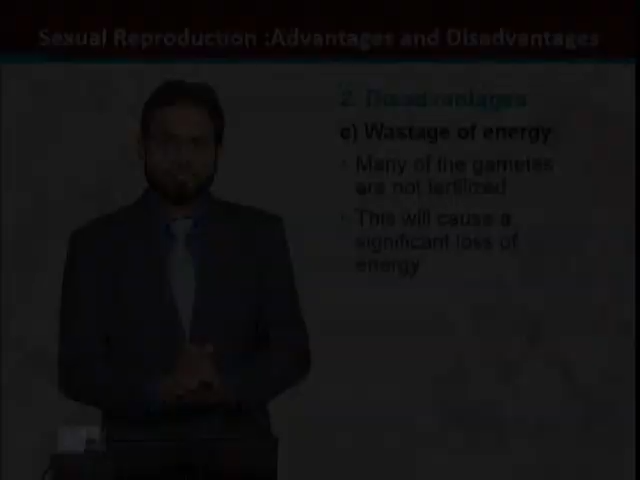 Sexual Reproduction :Advantages and Disadvantages
2. Disadvantages
c) Wastage of energy
• Many of the gametes
are not fertilized
• This will cause a
significant loss of
energy